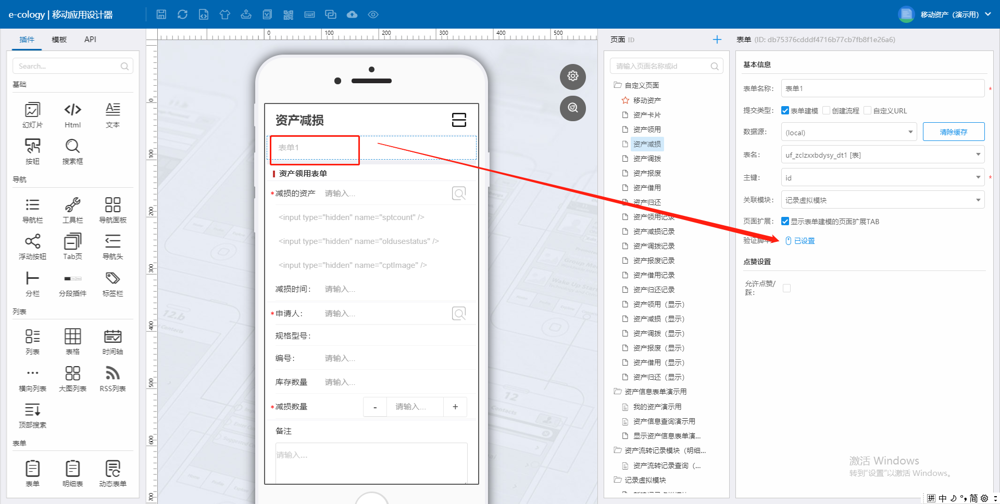 e-cology | 移动应用设计器
移动资产（演示用）
插件
模板
API
Search...
基础
幻灯片
Html
文本
按钮
搜索框
导航
导航栏
工具栏
导航面板
浮动按钮
Tab页
导航头
分栏
分段插件
标签栏
列表
列表
表格
时间轴
横向列表
大图列表
RSS列表
顶部搜索
表单
表单
明细表
动态表单
0
100
200
300
400
500
0
100
200
300
400
500
600
700
资产减损
表单1
资产领用表单
*减损的资产
请输入...
<input type="hidden" name="sptcount" />
<input type="hidden" name="oldusestatus" />
<input type="hidden" name="cptImage" />
减损时间：
请输入...
*申请人：
请输入...
规格型号：
编号：
请输入...
库存数量
请输入...
*减损数量
-
请输入...
+
备注
请输入...
页面 ID
请输入页面名称或id
自定义页面
移动资产
资产卡片
资产领用
资产减损
资产调拨
资产报废
资产借用
资产归还
资产领用记录
资产减损记录
资产调拨记录
资产报废记录
资产借用记录
资产归还记录
资产领用（显示）
资产减损（显示）
资产调拨（显示）
资产报废（显示）
资产借用（显示）
资产归还（显示）
资产信息表单演示用
我的资产演示用
资产信息查询演示用
显示资产信息表单演...
资产流转记录模块（明细...
资产流转记录查询（...
记录虚拟模块
表单 (ID: db75376cdddf4716b77cb7fb8f1e26a6)
基本信息
表单名称：
表单1
*
提交类型：
表单建模
创建流程
自定义URL
数据源：
(local)
清除缓存
表名：
uf_zclzxxbdysy_dt1 [表]
主键：
id
*
关联模块：
记录虚拟模块
页面扩展：
显示表单建模的页面扩展TAB
验证脚本
已设置
点赞设置
允许点赞/
踩：
激活 Windows
转到“设置”以激活 Windows。
拼 中 简